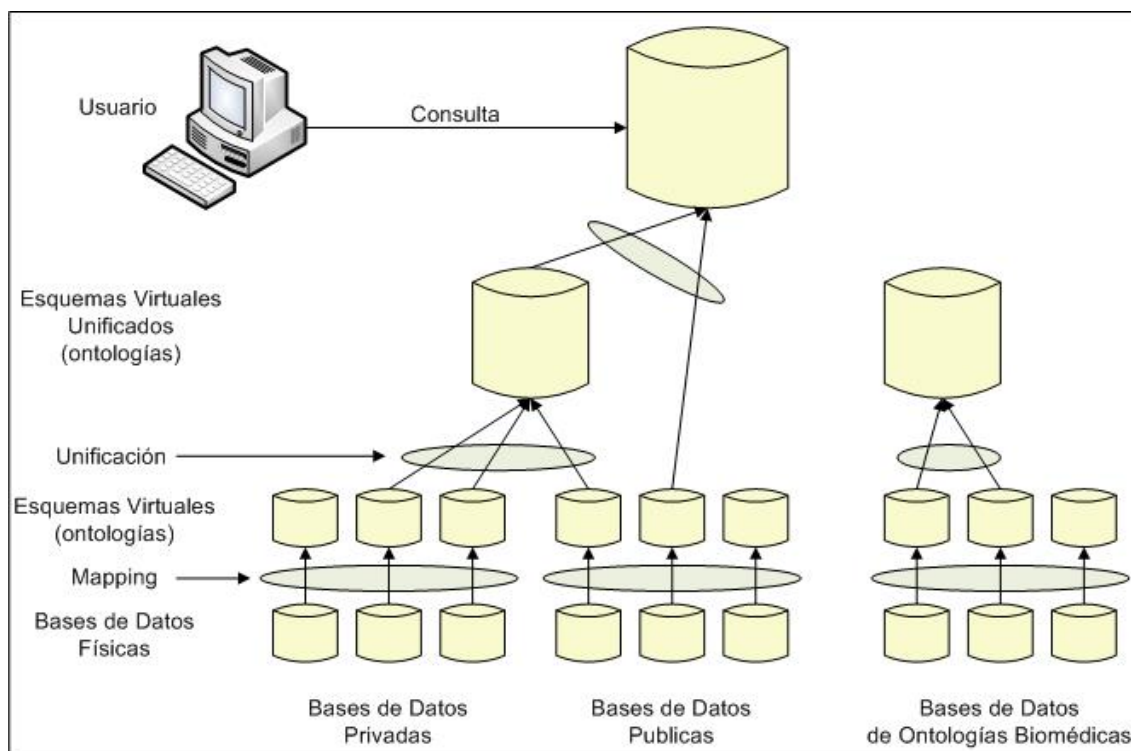 Usuario
Consulta
Esquemas Virtuales
Unificados
(ontologías)
Unificación
Esquemas Virtuales
(ontologías)
Mapping
Bases de Datos
Físicas
Bases de Datos
Privadas
Bases de Datos
Publicas
Bases de Datos
de Ontologías Biomédicas